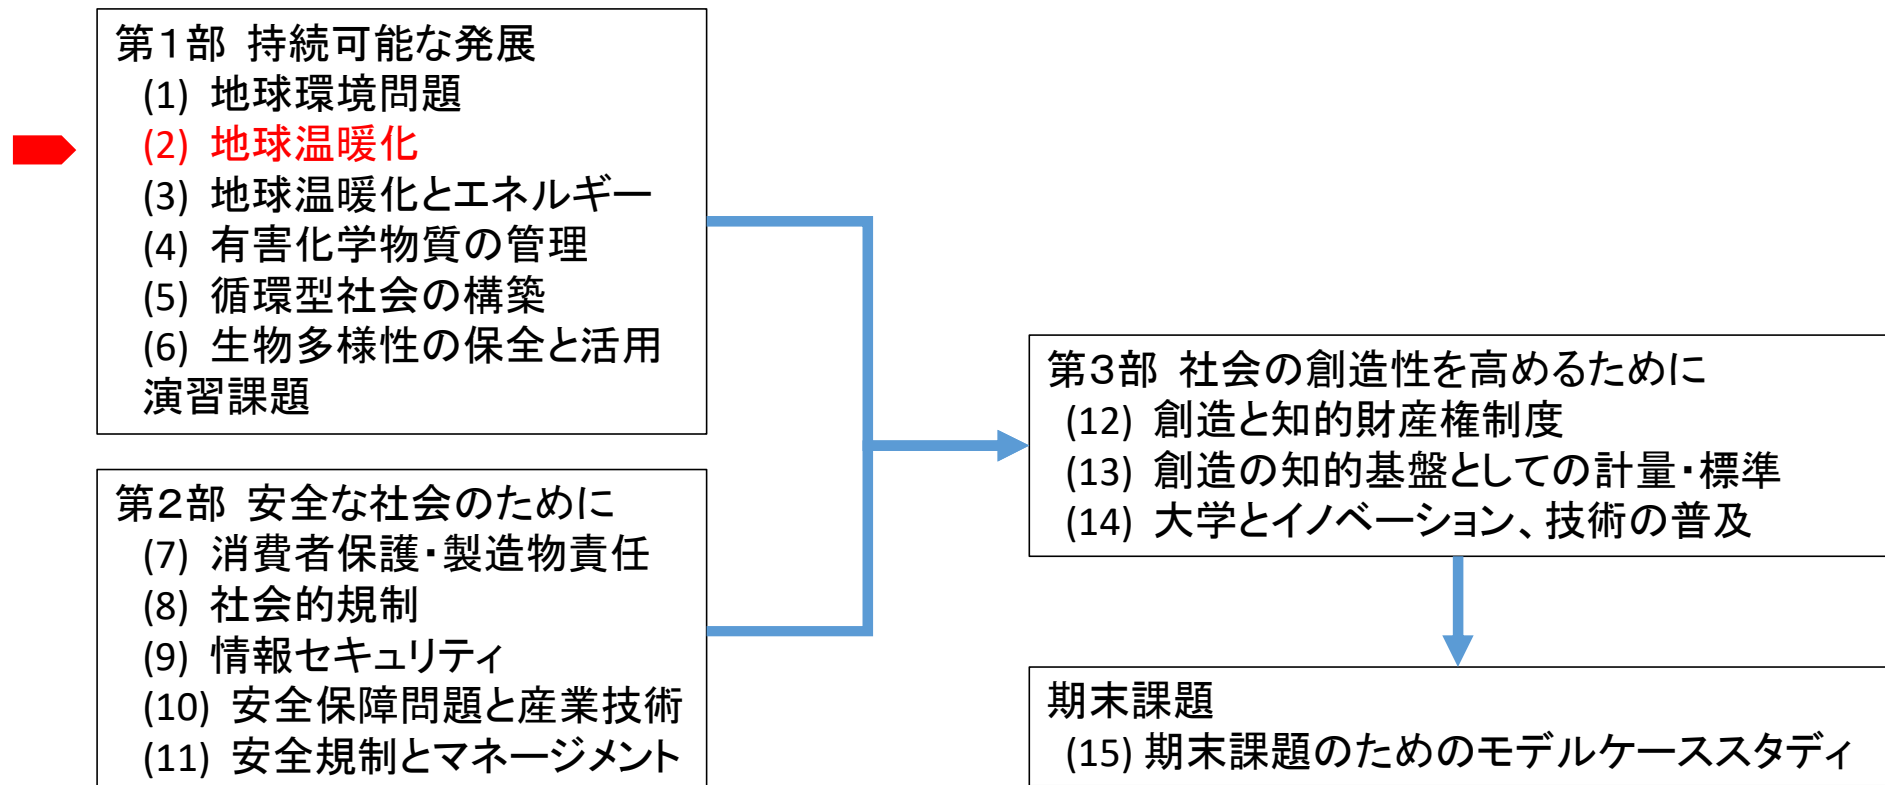 第1部 持続可能な発展
(1) 地球環境問題
(2) 地球温暖化
(3) 地球温暖化とエネルギー
(4) 有害化学物質の管理
(5) 循環型社会の構築
(6) 生物多様性の保全と活用
演習課題
第2部 安全な社会のために
(7) 消費者保護・製造物責任
(8) 社会的規制
(9) 情報セキュリティ
(10) 安全保障問題と産業技術
(11) 安全規制とマネージメント
第3部 社会の創造性を高めるために
(12) 創造と知的財産権制度
(13) 創造の知的基盤としての計量・標準
(14) 大学とイノベーション、技術の普及
期末課題
(15) 期末課題のためのモデルケーススタディ